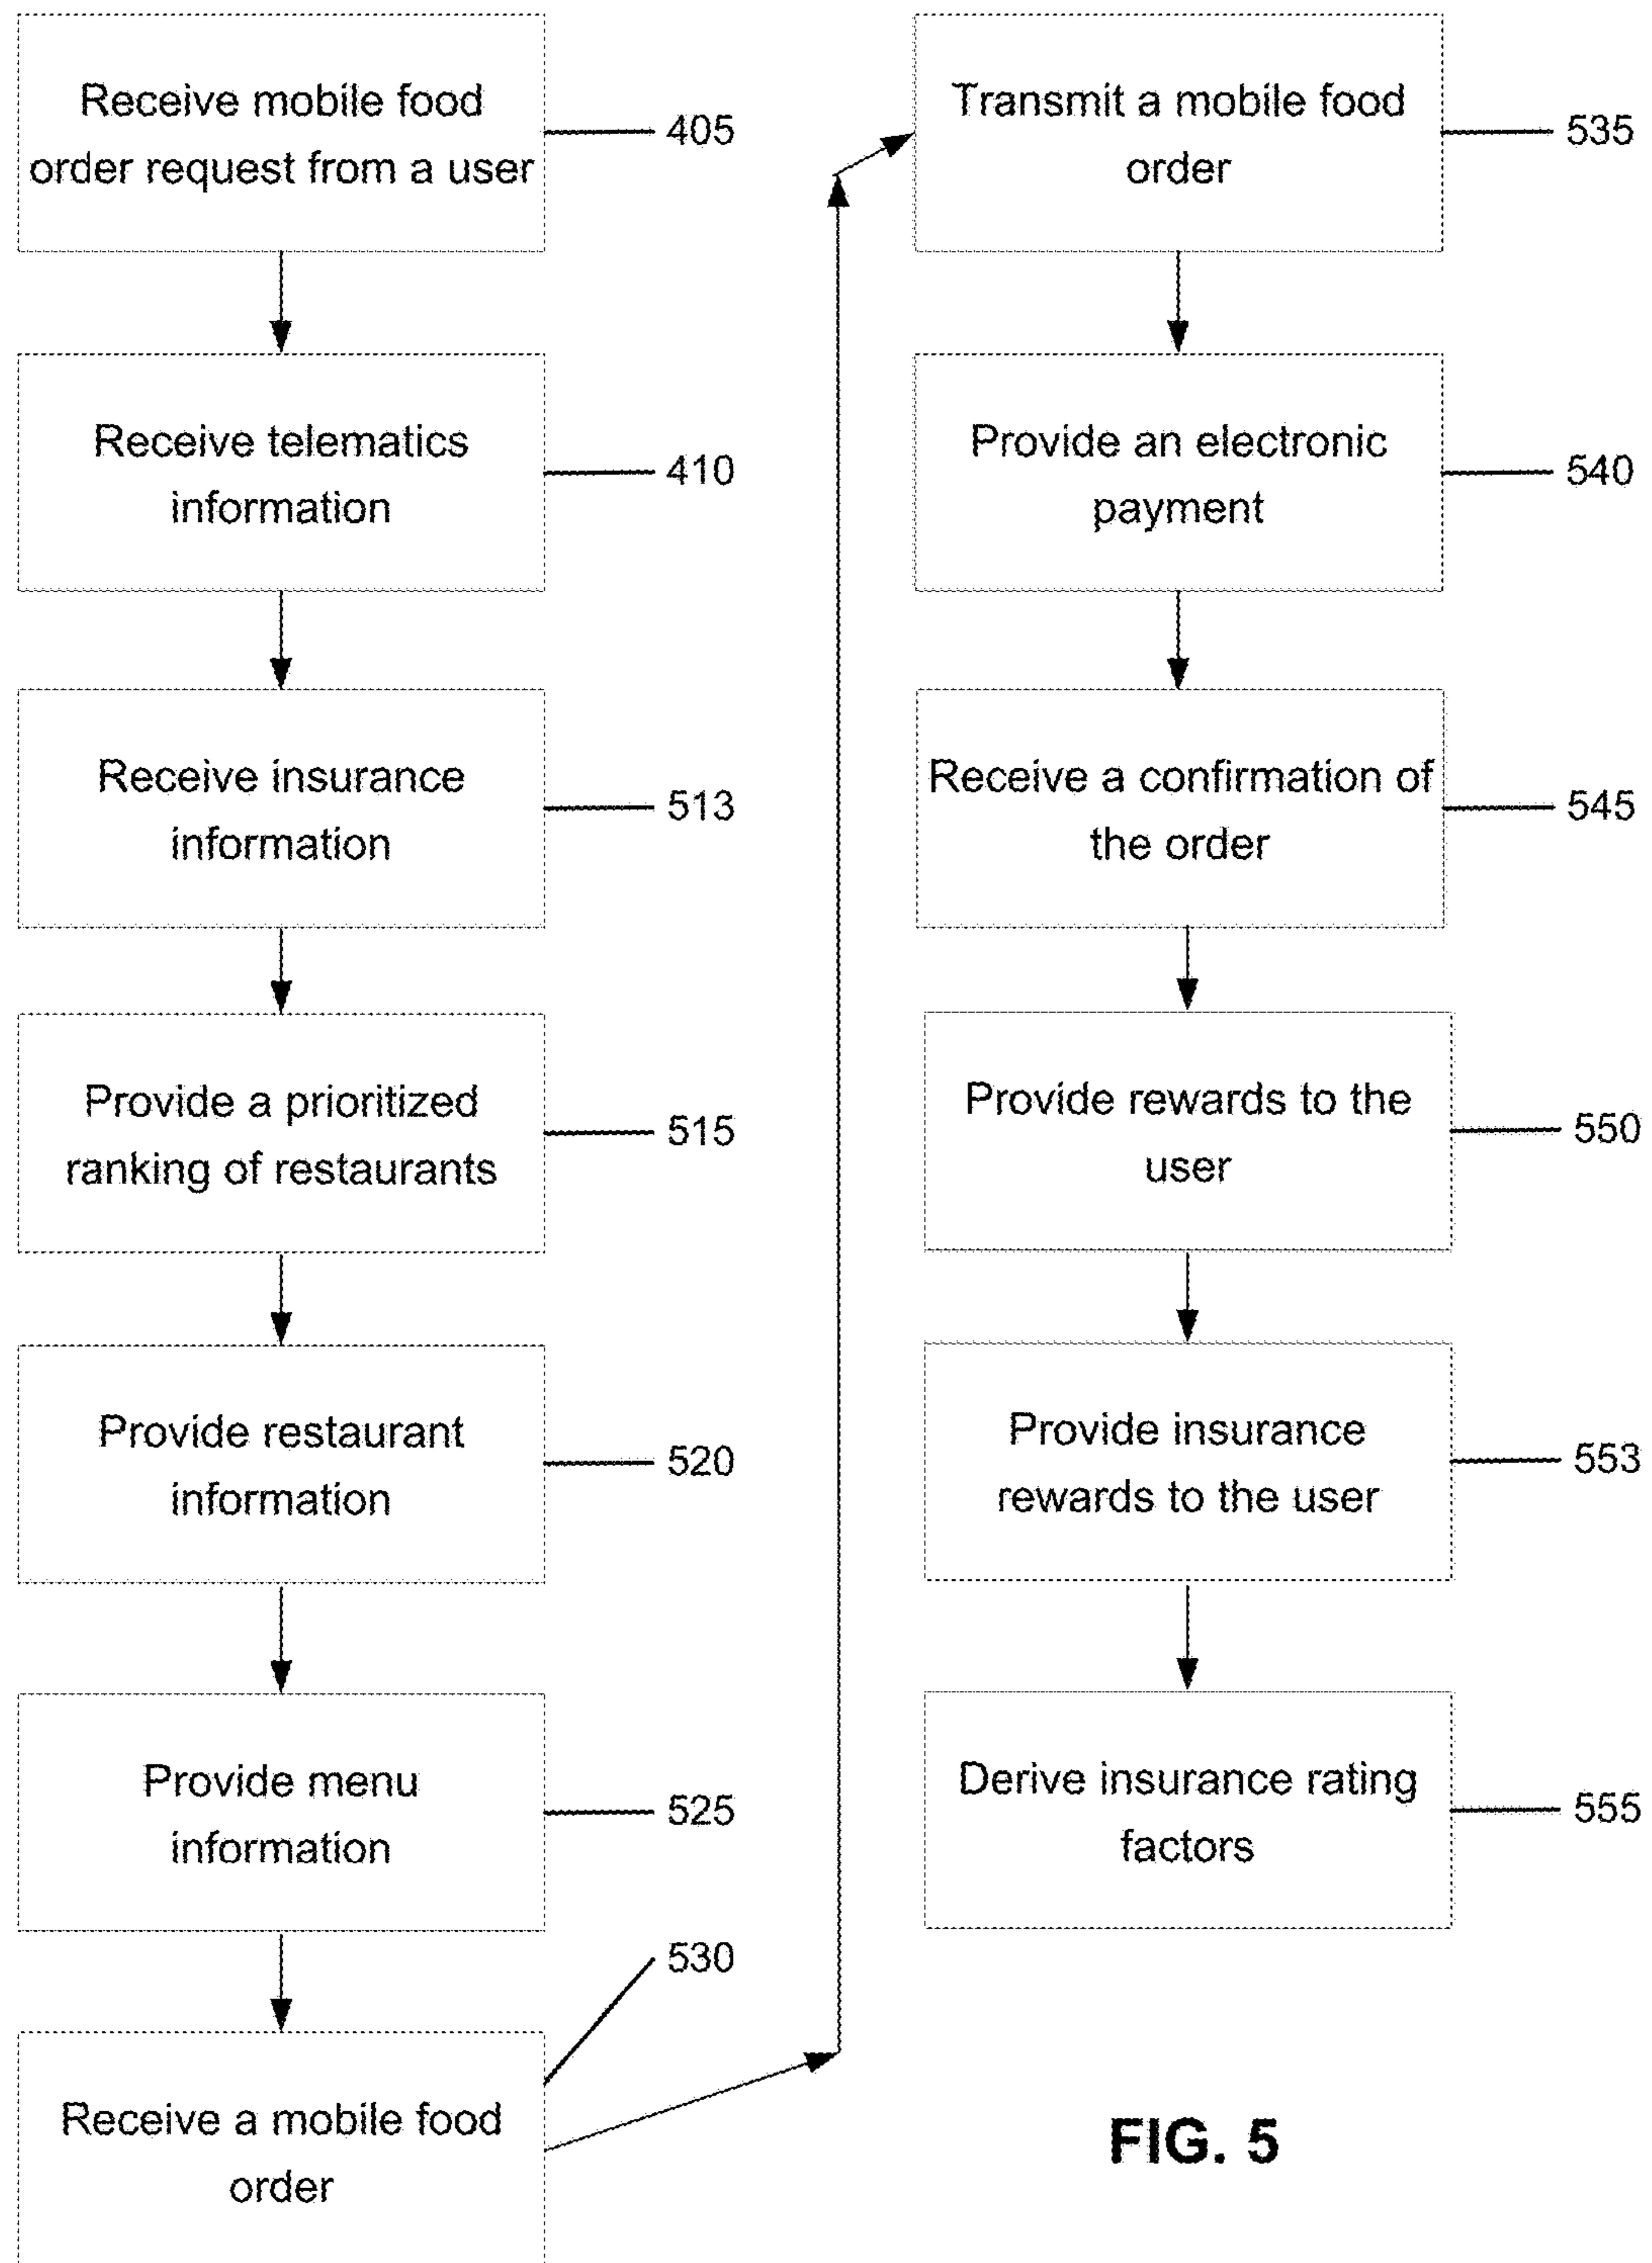 Receive mobile food
order request from a user
405
Receive telematics
information
410
Receive insurance
information
513
Provide a prioritized
ranking of restaurants
515
Provide restaurant
information
520
Provide menu
information
525
530
Receive a mobile food
order
Transmit a mobile food
order
535
Provide an electronic
payment
540
Receive a confirmation of
the order
545
Provide rewards to the
user
550
Provide insurance
rewards to the user
553
Derive insurance rating
factors
555
FIG. 5